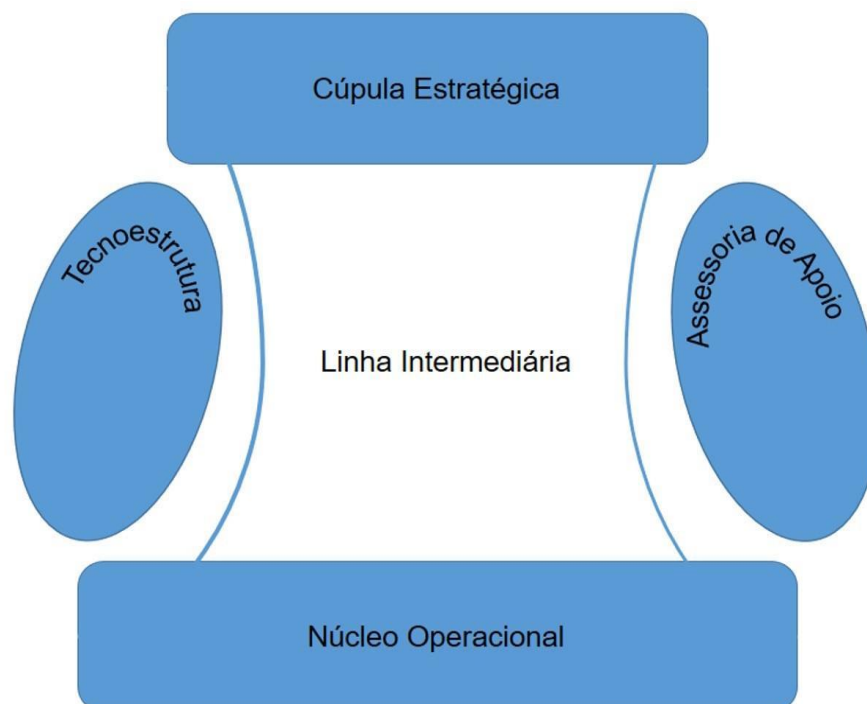 Cúpula Estratégica
Tecnoestrutura
Assessoria de Apoio
Linha Intermediária
Núcleo Operacional